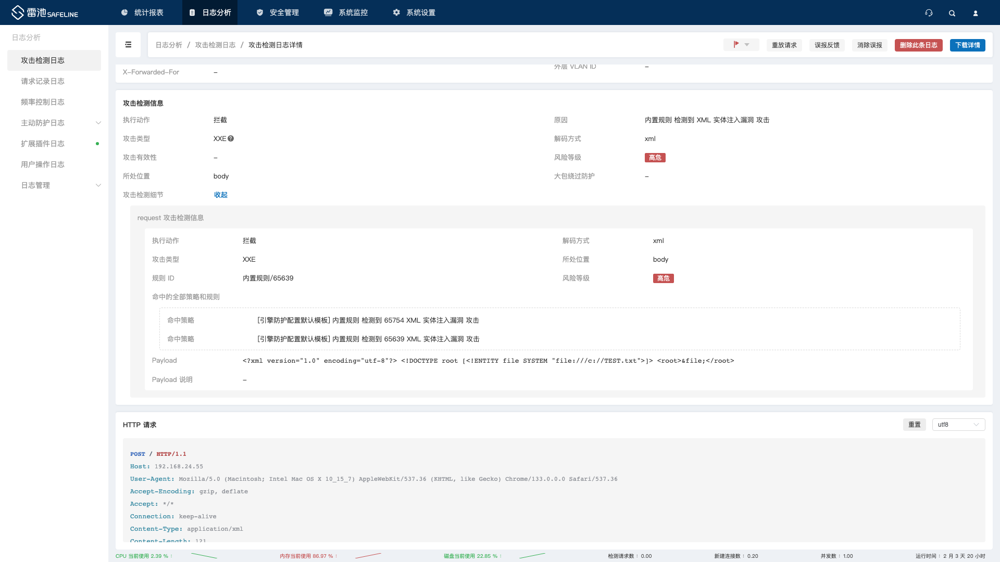 雷池 SAFELINE
统计报表
日志分析
安全管理
系统监控
系统设置
日志分析
攻击检测日志
请求记录日志
频率控制日志
主动防护日志
扩展插件日志
用户操作日志
日志管理
日志分析 / 攻击检测日志 / 攻击检测日志详情
重放请求
误报反馈
消除误报
删除此条日志
下载详情
X-Forwarded-For –
外层 VLAN ID –
攻击检测信息
执行动作 拦截
原因 内置规则 检测到 XML 实体注入漏洞 攻击
攻击类型 XXE ?
解码方式 xml
攻击有效性 –
风险等级 高危
所处位置 body
大包绕过防护 –
攻击检测细节 收起
request 攻击检测信息
执行动作 拦截
解码方式 xml
攻击类型 XXE
所处位置 body
规则 ID 内置规则/65639
风险等级 高危
命中的全部策略和规则
命中策略 [引擎防护配置默认模板] 内置规则 检测到 65754 XML 实体注入漏洞 攻击
命中策略 [引擎防护配置默认模板] 内置规则 检测到 65639 XML 实体注入漏洞 攻击
Payload <?xml version="1.0" encoding="utf-8"?> <!DOCTYPE root [<!ENTITY file SYSTEM "file:///c://TEST.txt">]> <root>&file;</root>
Payload 说明 –
HTTP 请求
重置
utf8
POST / HTTP/1.1
Host: 192.168.24.55
User-Agent: Mozilla/5.0 (Macintosh; Intel Mac OS X 10_15_7) AppleWebKit/537.36 (KHTML, like Gecko) Chrome/133.0.0.0 Safari/537.36
Accept-Encoding: gzip, deflate
Accept: */*
Connection: keep-alive
Content-Type: application/xml
Content-Length: 121
CPU 当前使用 2.39 % :
内存当前使用 86.97 % :
磁盘当前使用 22.85 % :
检测请求数 : 0.00
新建连接数 : 0.20
并发数 : 1.00
运行时间 : 2 月 3 天 20 小时